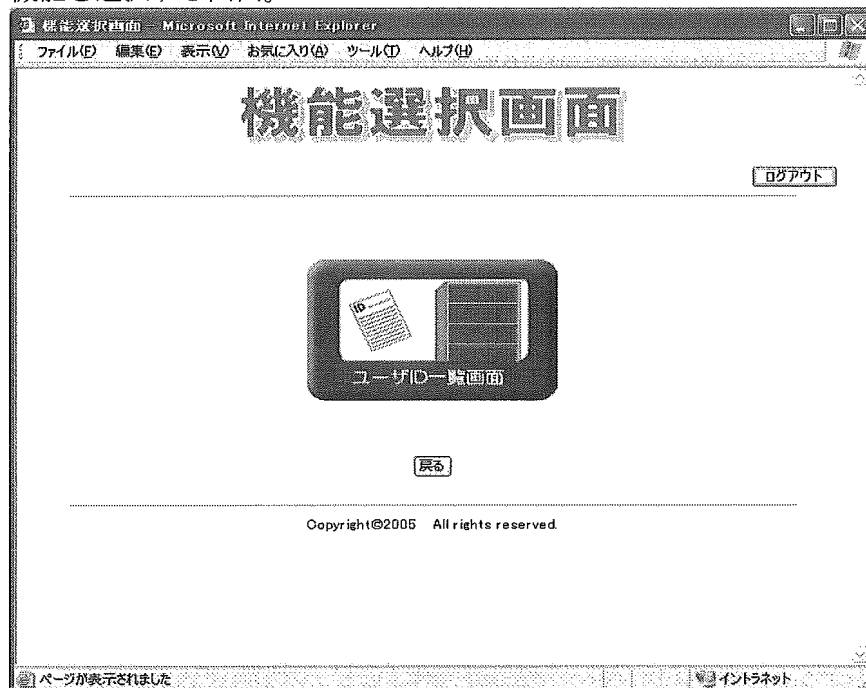 機能選択画面 - Microsoft Internet Explorer
ファイル(F) 編集(E) 表示(V) お気に入り(A) ツール(T) ヘルプ(H)
機能選択画面
ログアウト
ID
ユーザID一覧画面
戻る
Copyright©2005 All rights reserved.
ページが表示されました イントラネット